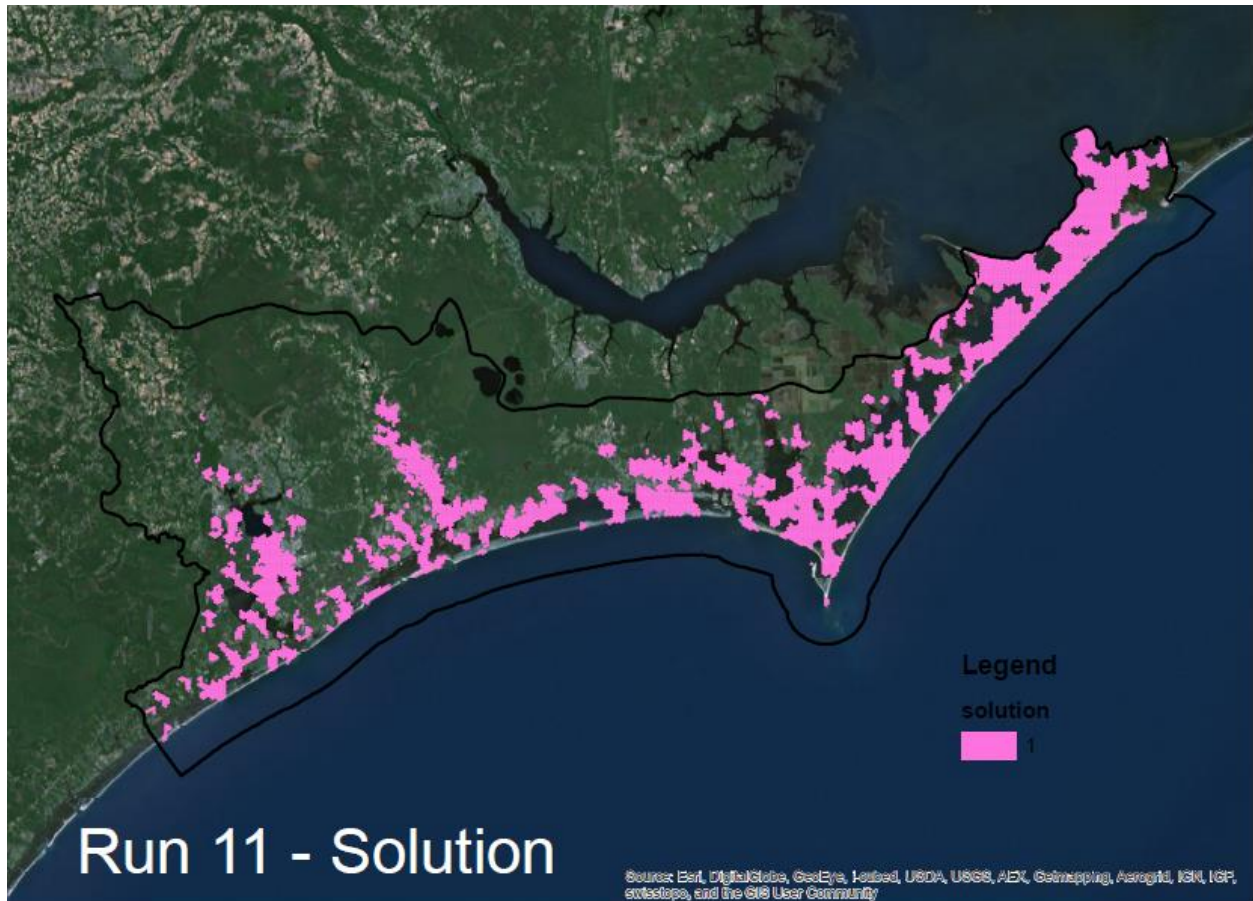 Legend
solution
1
Run 11 - Solution
Source: Esri, DigitalGlobe, GeoEye, i-cubed, USDA, USGS, AEX, Getmapping, Aerogrid, IGN, IGP,
swisstopo, and the GIS User Community